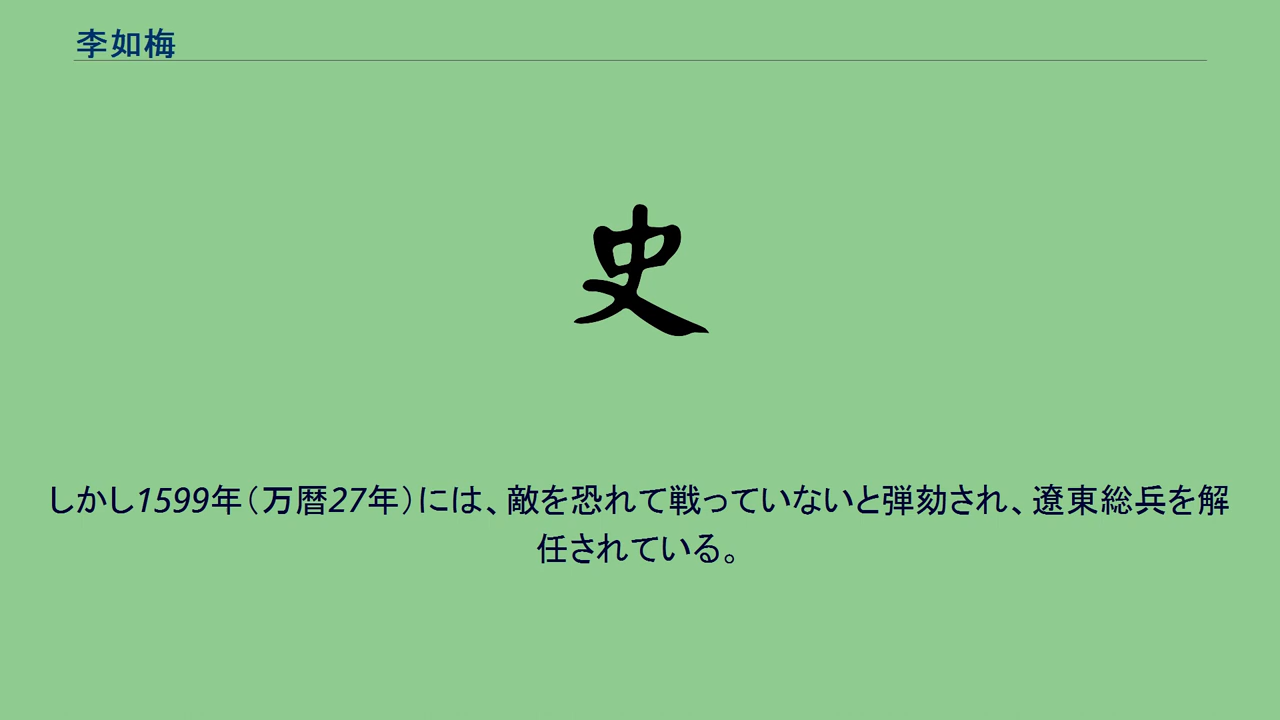 李如梅
史
しかし1599年（万暦27年）には、敵を恐れて戦っていないと弾劾され、遼東総兵を解
任されている。